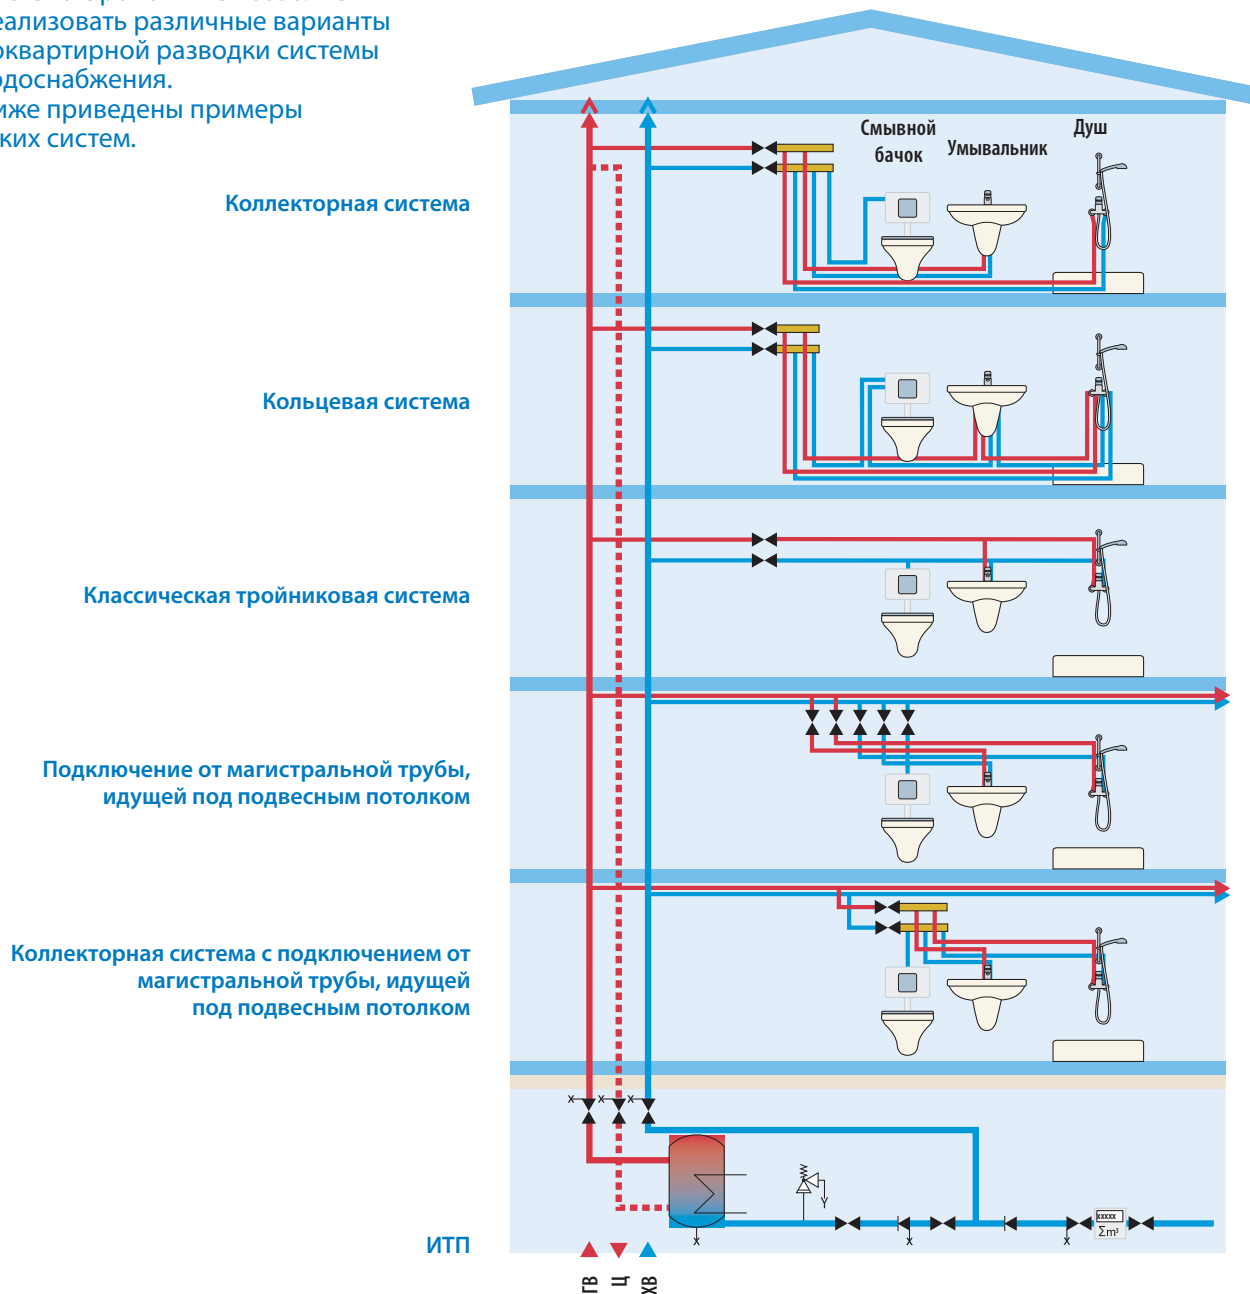 еализовать различные варианты
оквартирной разводки системы
одоснабжения.
иже приведены примеры
ких систем.
Смывной
бачок
Умывальник
Душ
Коллекторная система
Кольцевая система
Классическая тройниковая система
Подключение от магистральной трубы,
идущей под подвесным потолком
Коллекторная система с подключением от
магистральной трубы, идущей
под подвесным потолком
x x x
xxxxx
Σm³
x x x
ИТП
ГВ
Ц
ХВ